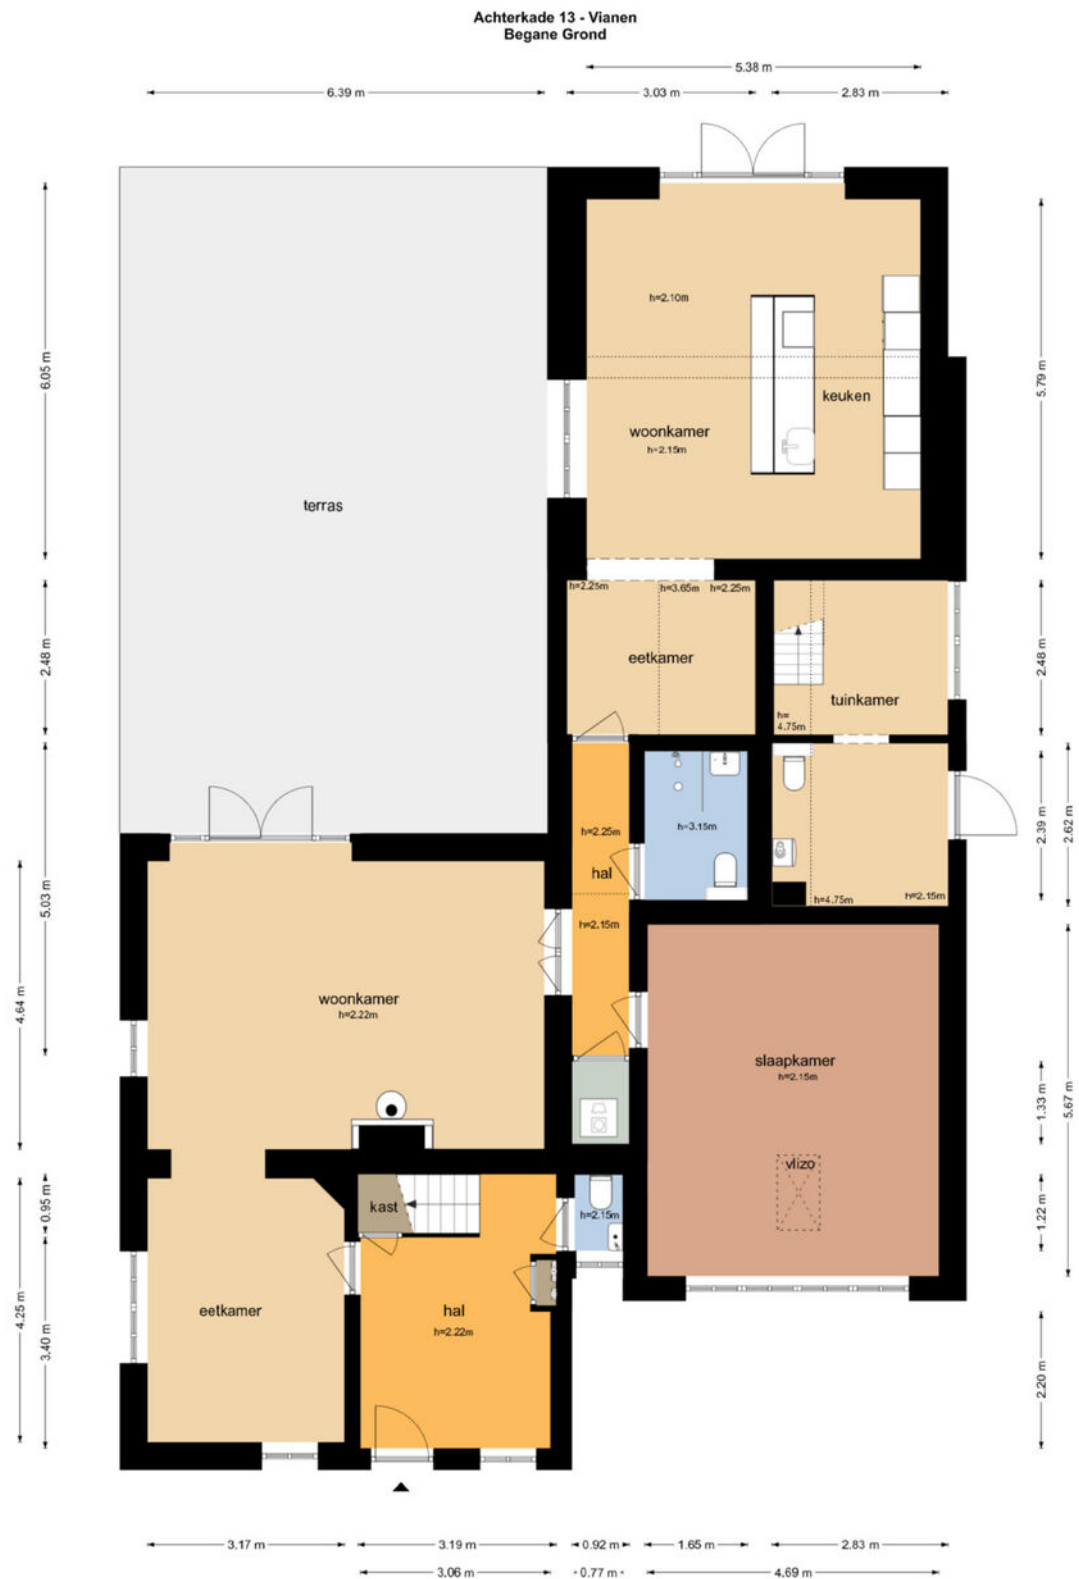 Achterkade 13 - Vianen
Begane Grond
5.38 m
6.39 m
3.03 m
2.83 m
6.05 m
5.79 m
h=2.10m
keuken
woonkamer
h=2.15m
terras
h=2.25m
h=3.65m
h=2.25m
eetkamer
2.48 m
2.48 m
tuinkamer
h=
4.75m
h=2.25m
h=3.15m
hal
h=2.15m
h=4.75m
h=2.15m
2.39 m
2.62 m
5.03 m
4.64 m
woonkamer
h=2.22m
slaapkamer
h=2.15m
1.33 m
5.67 m
vlizo
kast
h=2.15m
0.95 m
1.22 m
eetkamer
hal
h=2.22m
4.25 m
3.40 m
2.20 m
3.17 m
3.19 m
0.92 m
1.65 m
2.83 m
3.06 m
0.77 m
4.69 m